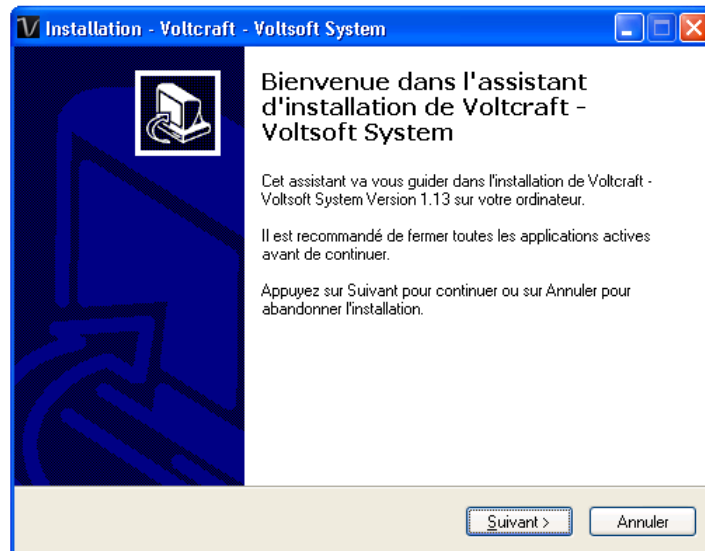 Installation - Voltcraft - Voltsoft System
Bienvenue dans l'assistant
d'installation de Voltcraft -
Voltsoft System
Cet assistant va vous guider dans l'installation de Voltcraft -
Voltsoft System Version 1.13 sur votre ordinateur.
Il est recommandé de fermer toutes les applications actives
avant de continuer.
Appuyez sur Suivant pour continuer ou sur Annuler pour
abandonner l'installation.
Suivant > Annuler